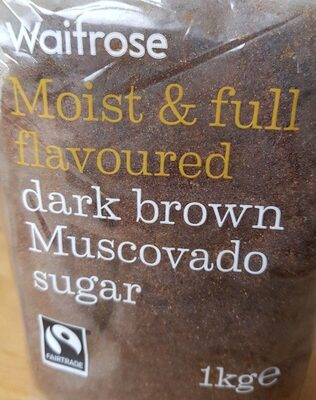 Waitrose
Moist & full
flavoured
dark brown
Muscovado
sugar
FAIRTRADE
1kg℮